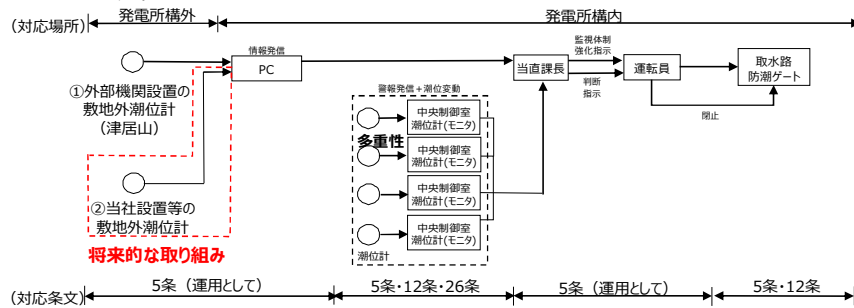 (対応場所)
発電所構外
発電所構内
情報発信
PC
①外部機関設置の
敷地外潮位計
(津居山)
②当社設置等の
敷地外潮位計
将来的な取り組み
警報発信+潮位変動
多重性
中央制御室
潮位計(モニタ)
中央制御室
潮位計(モニタ)
中央制御室
潮位計(モニタ)
中央制御室
潮位計(モニタ)
潮位計
当直課長
監視体制
強化指示
判断
指示
運転員
閉止
取水路
防潮ゲート
(対応条文)
5条(運用として)
5条・12条・26条
5条(運用として)
5条・12条